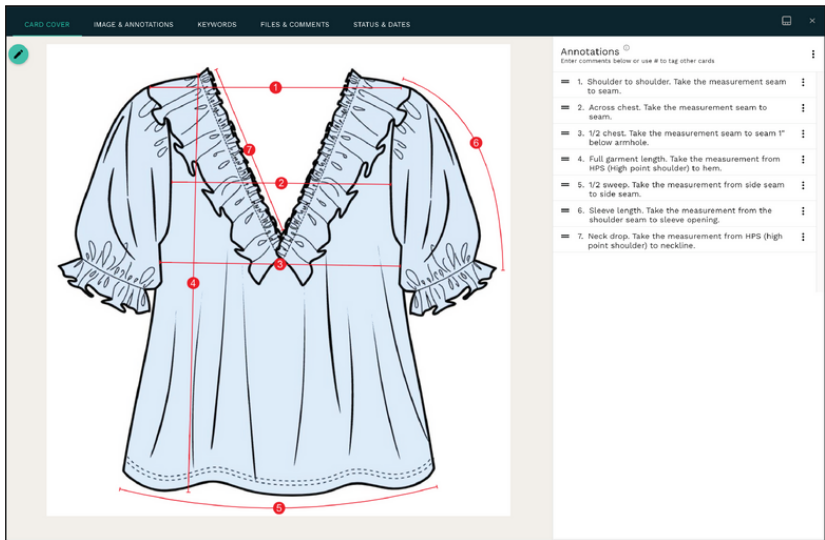 CARD COVER
IMAGE & ANNOTATIONS
KEYWORDS
FILES & COMMENTS
STATUS & DATES
1
7
2
6
3
4
5
Annotations
Enter comments below or use # to tag other cards
1. Shoulder to shoulder. Take the measurement seam
to seam.
2. Across chest. Take the measurement seam to
seam.
3. 1/2 chest. Take the measurement seam to seam 1"
below armhole.
4. Full garment length. Take the measurement from
HPS (High point shoulder) to hem.
5. 1/2 sweep. Take the measurement from side seam
to side seam.
6. Sleeve length. Take the measurement from the
shoulder seam to sleeve opening.
7. Neck drop. Take the measurement from HPS (high
point shoulder) to neckline.